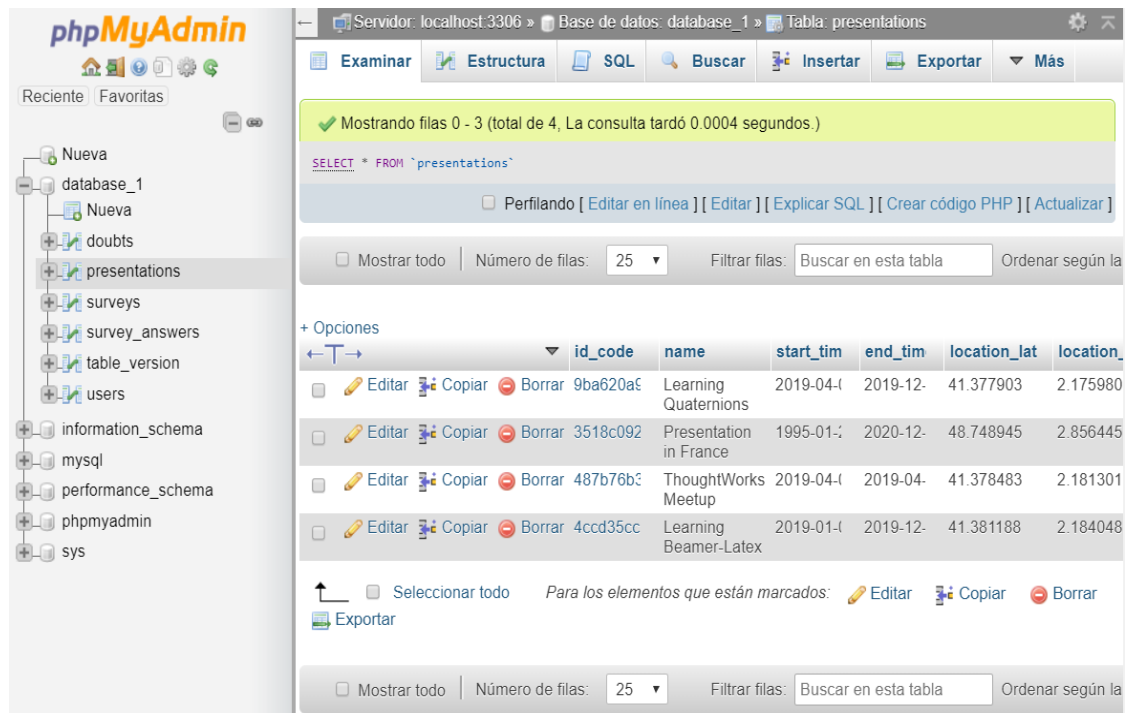 phpMyAdmin
Reciente Favoritas
Nueva
database_1
Nueva
doubts
presentations
surveys
survey_answers
table_version
users
information_schema
mysql
performance_schema
phpmyadmin
sys
Servidor: localhost:3306 » Base de datos: database_1 » Tabla: presentations
Examinar Estructura SQL Buscar Insertar Exportar Más
Mostrando filas 0 - 3 (total de 4, La consulta tardó 0.0004 segundos.)
SELECT * FROM `presentations`
Perfilando [ Editar en línea ] [ Editar ] [ Explicar SQL ] [ Crear código PHP ] [ Actualizar ]
Mostrar todo Número de filas: 25 Filtrar filas: Buscar en esta tabla Ordenar según la
+ Opciones
←T→ id_code name start_tim end_tim location_lat location_
Editar Copiar Borrar 9ba620a9 Learning 2019-04-0 2019-12- 41.377903 2.175980
Quaternions
Editar Copiar Borrar 3518c092 Presentation 1995-01-2 2020-12- 48.748945 2.856445
in France
Editar Copiar Borrar 487b76b3 ThoughtWorks 2019-04-0 2019-04- 41.378483 2.181301
Meetup
Editar Copiar Borrar 4ccd35cc Learning 2019-01-0 2019-12- 41.381188 2.184048
Beamer-Latex
Seleccionar todo Para los elementos que están marcados: Editar Copiar Borrar
Exportar
Mostrar todo Número de filas: 25 Filtrar filas: Buscar en esta tabla Ordenar según la